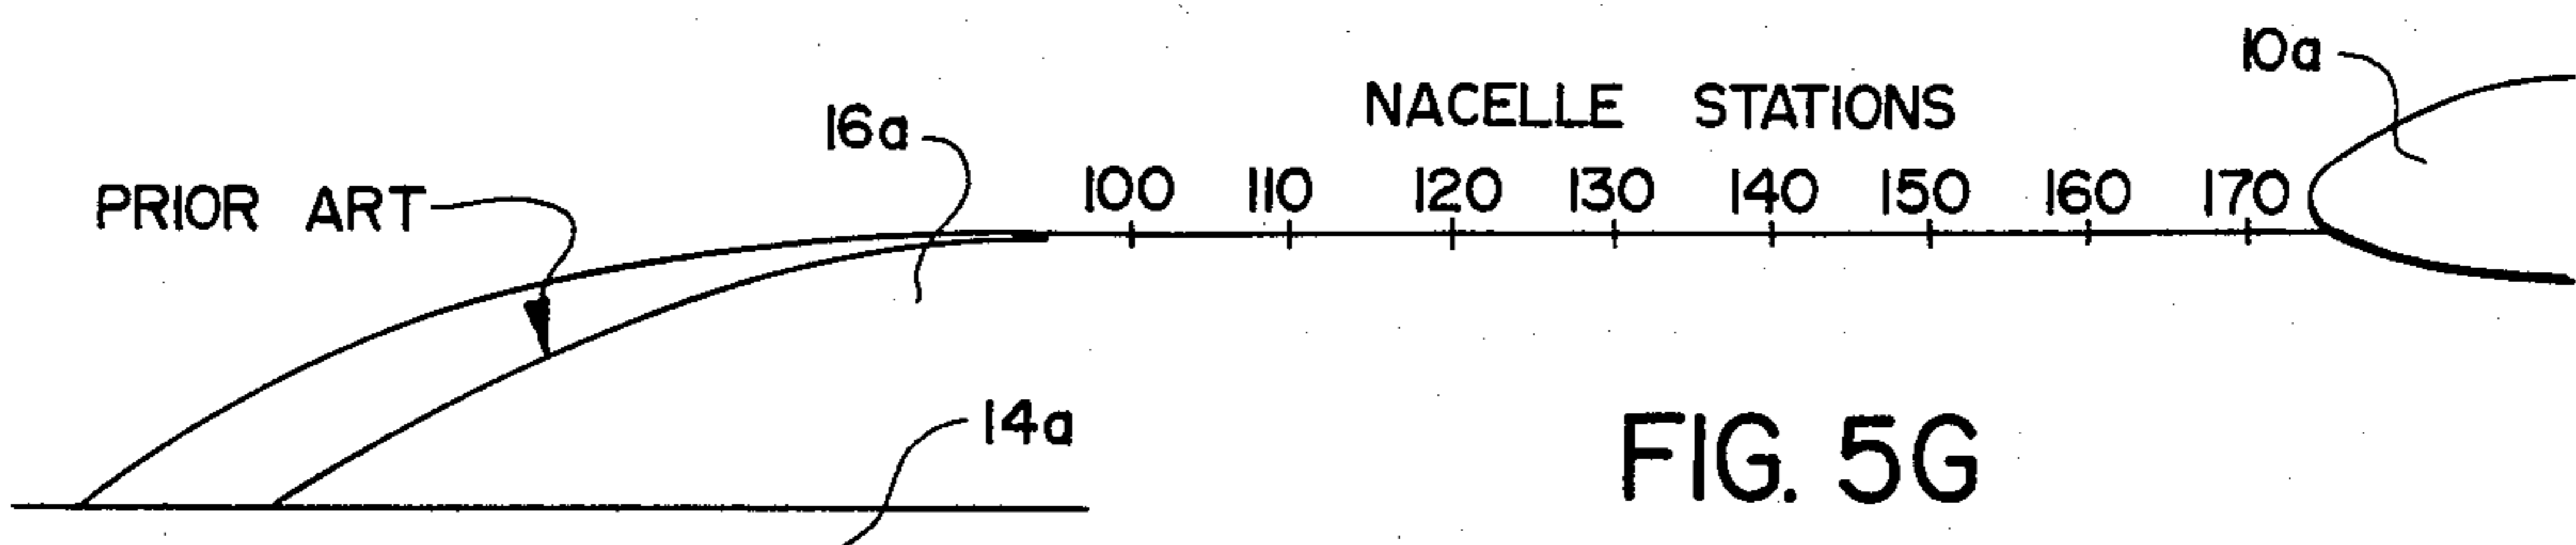 10a
NACELLE STATIONS
16a
PRIOR ART
100 110 120 130 140 150 160 170
14a
FIG. 5G